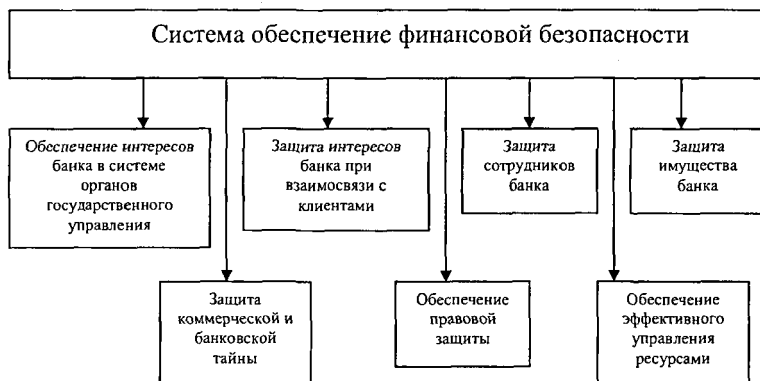 Система обеспечение финансовой безопасности
Обеспечение интересов
банка в системе
органов
государственного
управления
Защита интересов
банка при
взаимосвязи с
клиентами
Защита
сотрудников
банка
Защита
имущества
банка
Защита
коммерческой и
банковской
тайны
Обеспечение
правовой
защиты
Обеспечение
эффективного
управления
ресурсами